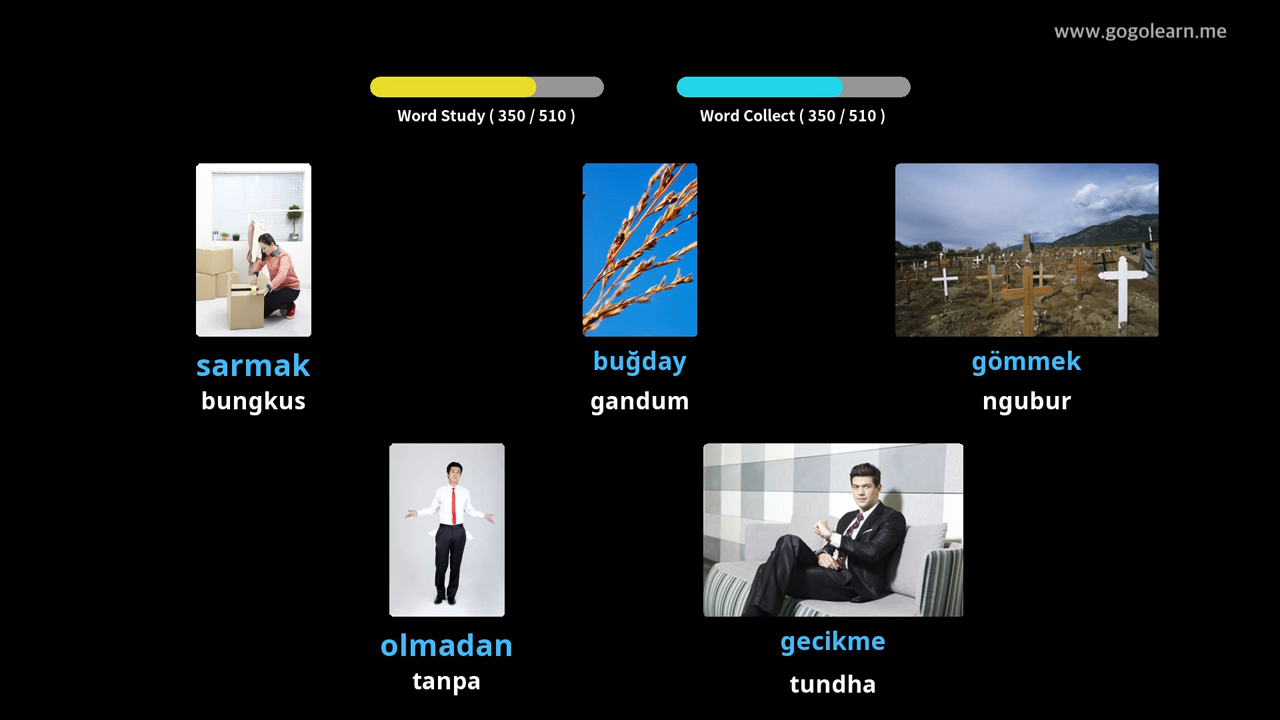 www.gogolearn.me
Word Study ( 350 / 510 )
Word Collect ( 350 / 510 )
sarmak
bungkus
buğday
gandum
gömmek
ngubur
olmadan
tanpa
gecikme
tundha